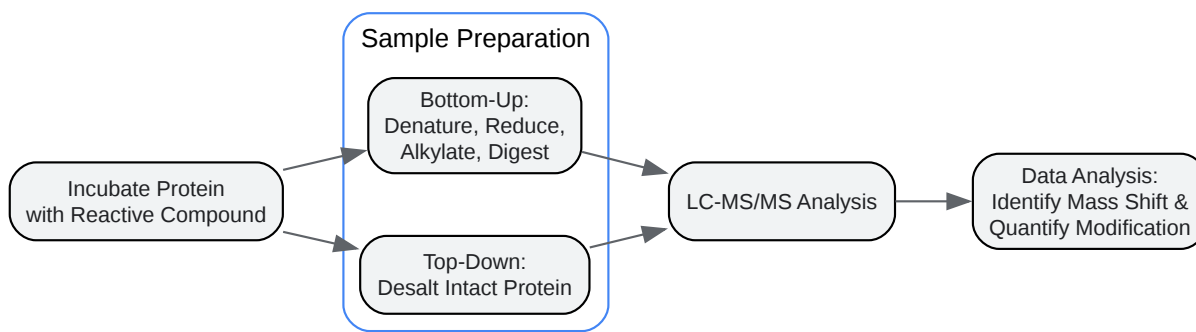 Sample Preparation
Incubate Protein
with Reactive Compound
Bottom-Up:
Denature, Reduce,
Alkylate, Digest
Top-Down:
Desalt Intact Protein
LC-MS/MS Analysis
Data Analysis:
Identify Mass Shift &
Quantify Modification